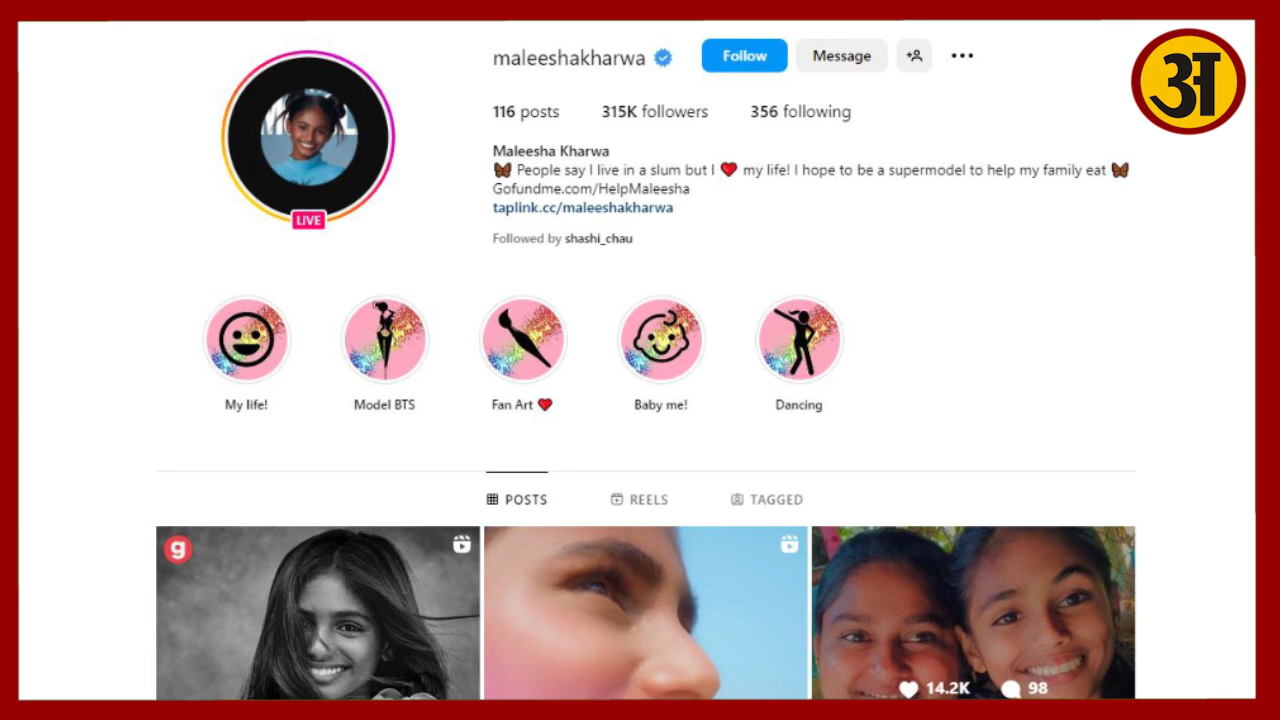 maleeshakharwa Follow Message
अ
116 posts 315K followers 356 following
Maleesha Kharwa
🦋 People say I live in a slum but I ❤️ my life! I hope to be a supermodel to help my family eat 🦋
Gofundme.com/HelpMaleesha
taplink.cc/maleeshakharwa
LIVE
Followed by shashi_chau
My life! Model BTS Fan Art ❤️ Baby me! Dancing
POSTS REELS TAGGED
g
14.2K 98